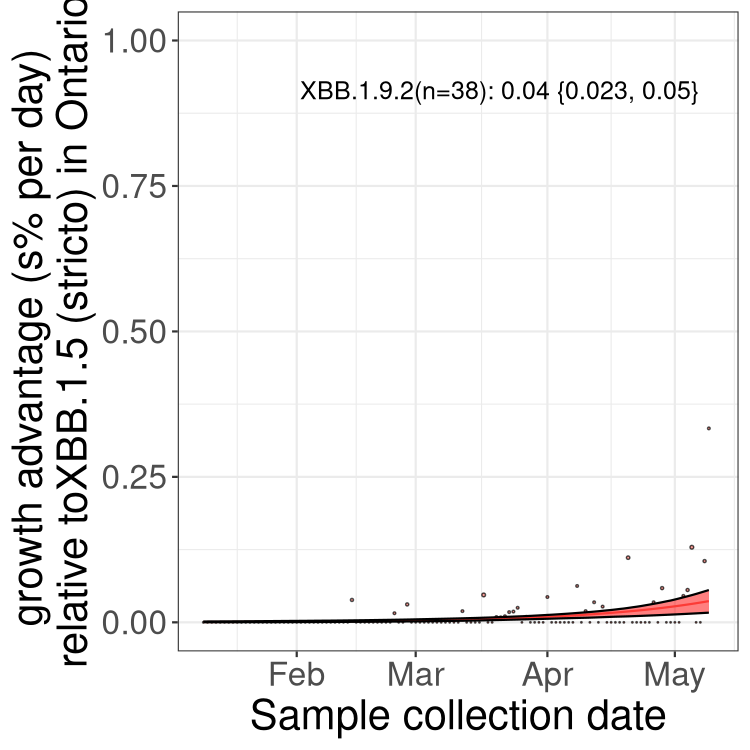 growth advantage (s% per day)
relative toXBB.1.5 (stricto) in Ontario
1.00
0.75
0.50
0.25
0.00
XBB.1.9.2(n=38): 0.04 {0.023, 0.05}
Feb
Mar
Apr
May
Sample collection date